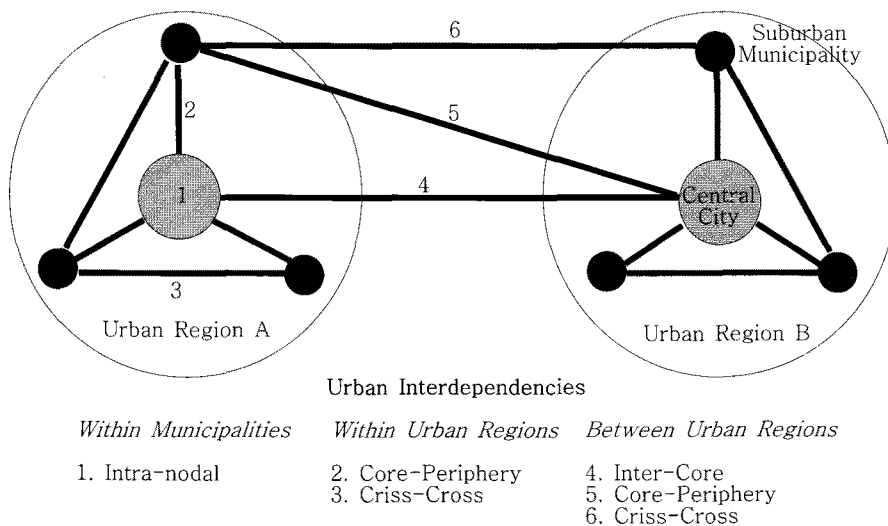 6
Suburban
Municipality
2
5
1
4
Central
City
3
Urban Region A
Urban Region B
Urban Interdependencies
Within Municipalities
1. Intra-nodal
Within Urban Regions
2. Core-Periphery
3. Criss-Cross
Between Urban Regions
4. Inter-Core
5. Core-Periphery
6. Criss-Cross